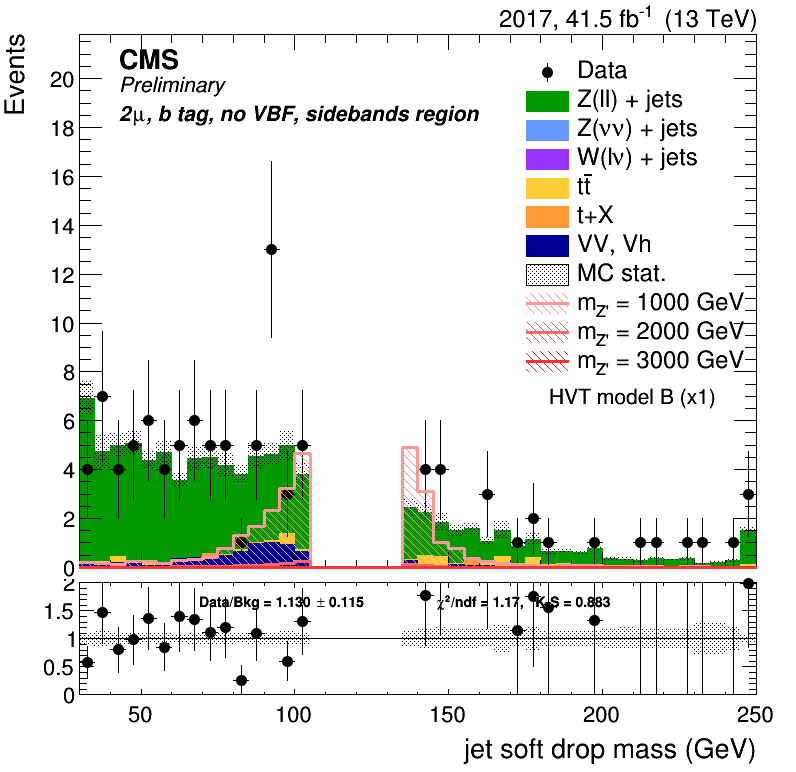 2017, 41.5 fb⁻¹ (13 TeV)
Events
CMS
Preliminary
2μ, b tag, no VBF, sidebands region
Data
Z(ll) + jets
Z(νν) + jets
W(lν) + jets
tt̄
t+X
VV, Vh
MC stat.
m_Z' = 1000 GeV
m_Z' = 2000 GeV
m_Z' = 3000 GeV
HVT model B (x1)
20
18
16
14
12
10
8
6
4
2
0
Data/Bkg = 1.130 ± 0.115
χ²/ndf = 1.17, K-S = 0.883
2
1.5
1
0.5
0
50 100 150 200 250
jet soft drop mass (GeV)